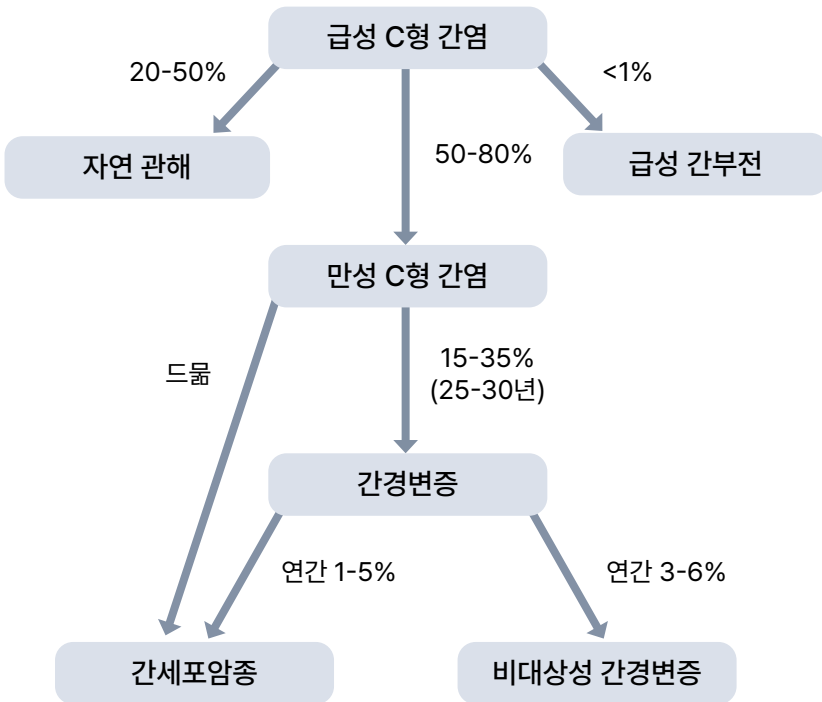 급성 C형 간염
20-50%
<1%
자연 관해
50-80%
급성 간부전
만성 C형 간염
드묾
15-35%
(25-30년)
간경변증
연간 1-5%
연간 3-6%
간세포암종
비대상성 간경변증